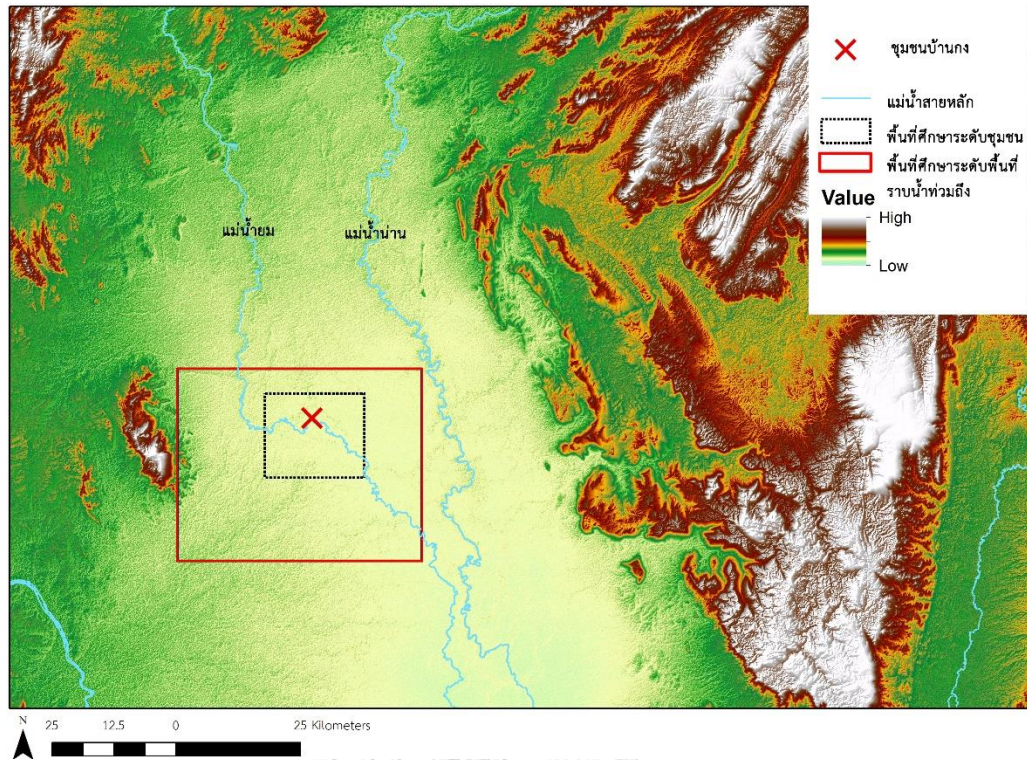 ชุมชนบ้านกง
แม่น้ำสายหลัก
พื้นที่ศึกษาระดับชุมชน
พื้นที่ศึกษาระดับพื้นที่
ราบน้ำท่วมถึง
Value
High
Low
แม่น้ำยม
แม่น้ำน่าน
N
25 12.5 0 25 Kilometers